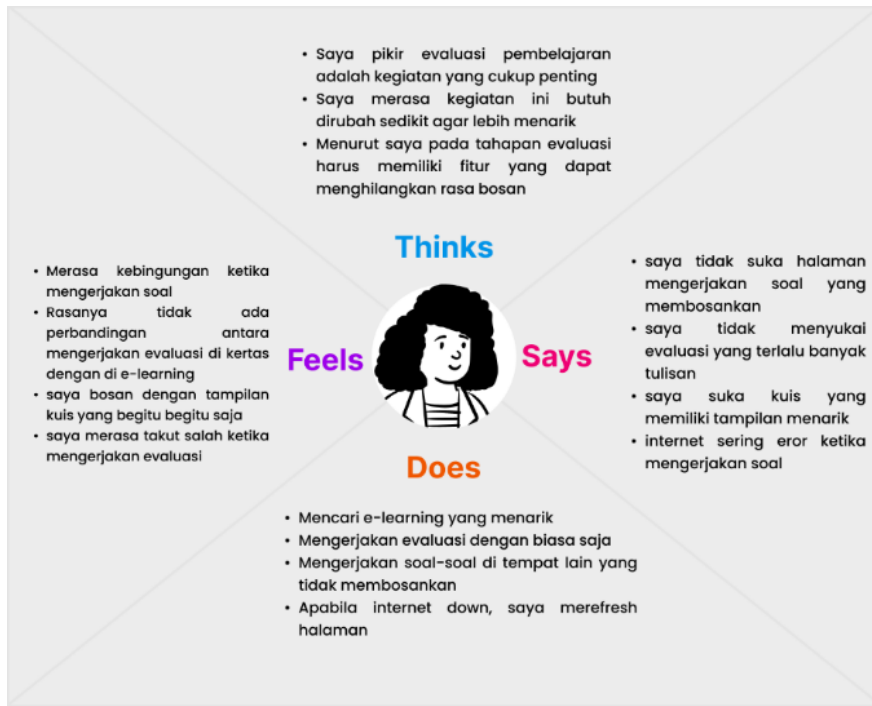 • Saya pikir evaluasi pembelajaran
adalah kegiatan yang cukup penting
• Saya merasa kegiatan ini butuh
dirubah sedikit agar lebih menarik
• Menurut saya pada tahapan evaluasi
harus memiliki fitur yang dapat
menghilangkan rasa bosan
Thinks
• Merasa kebingungan ketika
mengerjakan soal
• Rasanya tidak ada
perbandingan antara
mengerjakan evaluasi di kertas
dengan di e-learning
• saya bosan dengan tampilan
kuis yang begitu begitu saja
• saya merasa takut salah ketika
mengerjakan evaluasi
Feels
Says
• saya tidak suka halaman
mengerjakan soal yang
membosankan
• saya tidak menyukai
evaluasi yang terlalu banyak
tulisan
• saya suka kuis yang
memiliki tampilan menarik
• internet sering eror ketika
mengerjakan soal
Does
• Mencari e-learning yang menarik
• Mengerjakan evaluasi dengan biasa saja
• Mengerjakan soal-soal di tempat lain yang
tidak membosankan
• Apabila internet down, saya merefresh
halaman